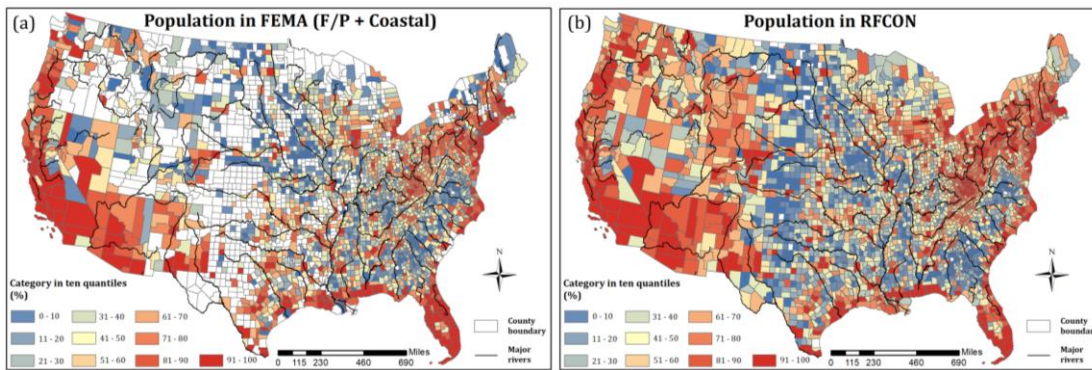 (a) Population in FEMA (F/P + Coastal)
N
Category in ten quantiles
(%)
0 - 10
31 - 40
61 - 70
11 - 20
41 - 50
71 - 80
21 - 30
51 - 60
81 - 90
91 - 100
Miles
0 115 230 460 690
County
boundary
Major
rivers
(b) Population in RFCON
N
Category in ten quantiles
(%)
0 - 10
31 - 40
61 - 70
11 - 20
41 - 50
71 - 80
21 - 30
51 - 60
81 - 90
91 - 100
Miles
0 115 230 460 690
County
boundary
Major
rivers